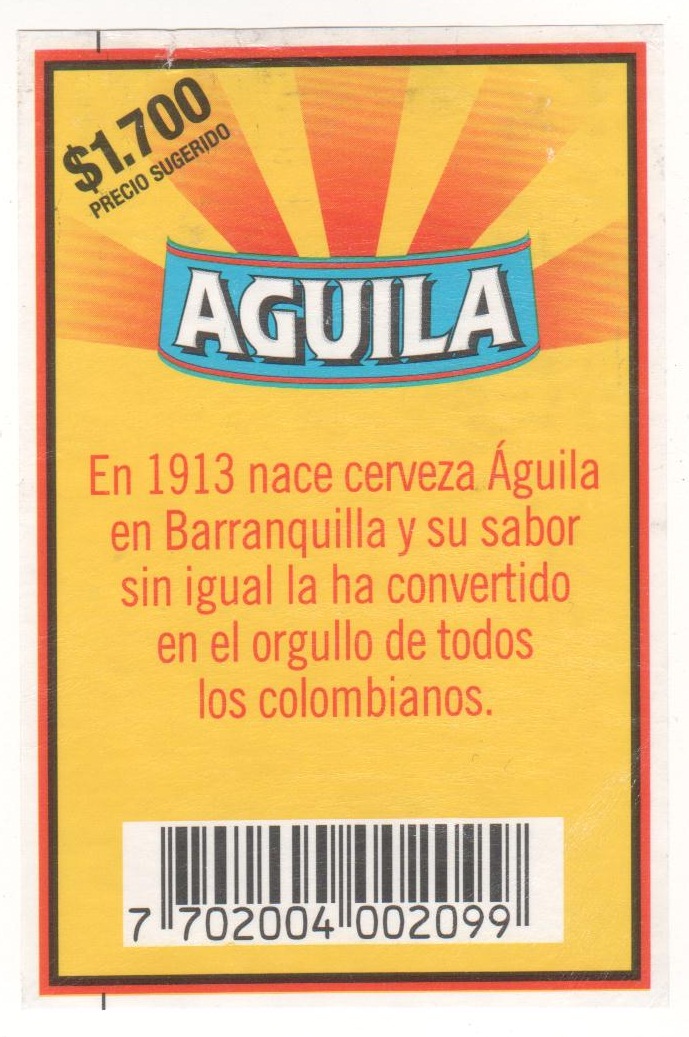 $1.700
PRECIO SUGERIDO
AGUILA
En 1913 nace cerveza Águila
en Barranquilla y su sabor
sin igual la ha convertido
en el orgullo de todos
los colombianos.
7 702004 002099